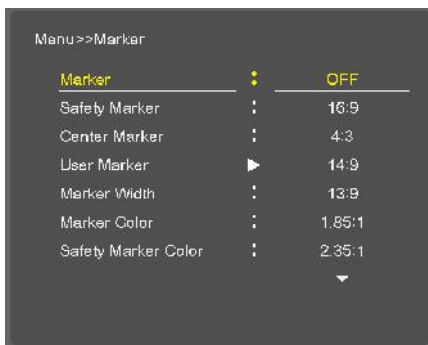 Menu>>Marker
Marker : OFF
Safety Marker : 16:9
Center Marker : 4:3
User Marker ▶ 14:9
Marker Width : 13:9
Marker Color : 1.85:1
Safety Marker Color : 2.35:1